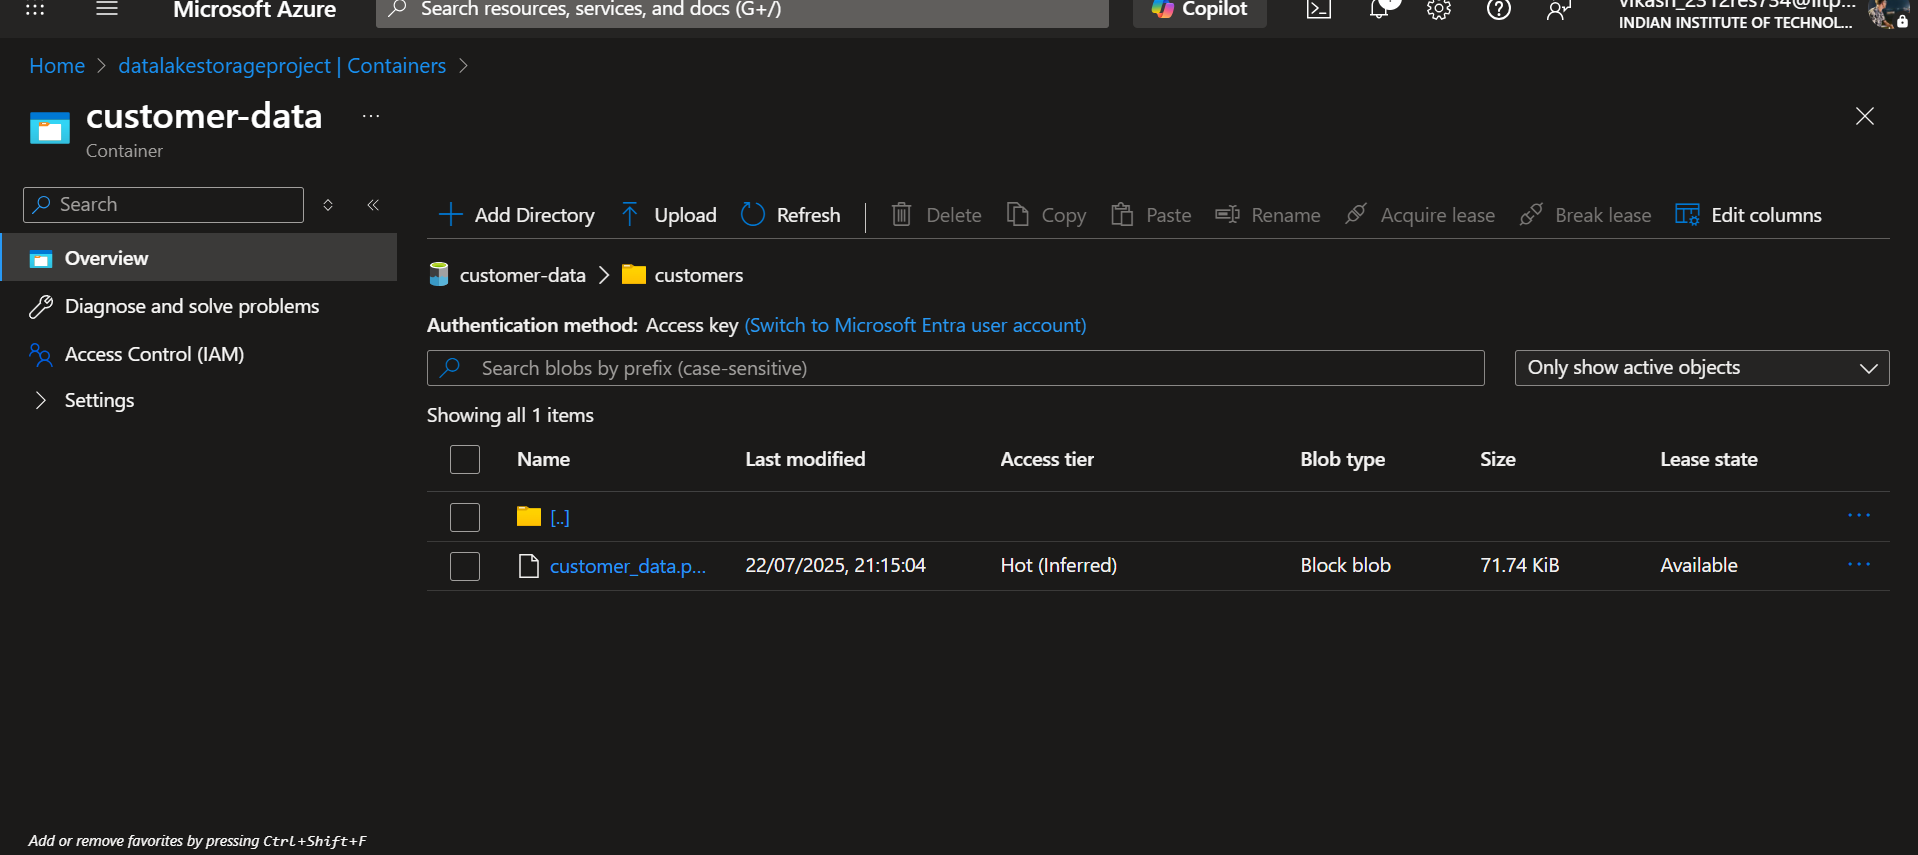 Microsoft Azure
Search resources, services, and docs (G+/)
Copilot
INDIAN INSTITUTE OF TECHNOL...
Home > datalakestorageproject | Containers >
customer-data ...
Container
Search
Overview
Diagnose and solve problems
Access Control (IAM)
Settings
Add Directory Upload Refresh Delete Copy Paste Rename Acquire lease Break lease Edit columns
customer-data > customers
Authentication method: Access key (Switch to Microsoft Entra user account)
Search blobs by prefix (case-sensitive)
Only show active objects
Showing all 1 items
Name Last modified Access tier Blob type Size Lease state
[..] ...
customer_data.p... 22/07/2025, 21:15:04 Hot (Inferred) Block blob 71.74 KiB Available ...
Add or remove favorites by pressing Ctrl+Shift+F